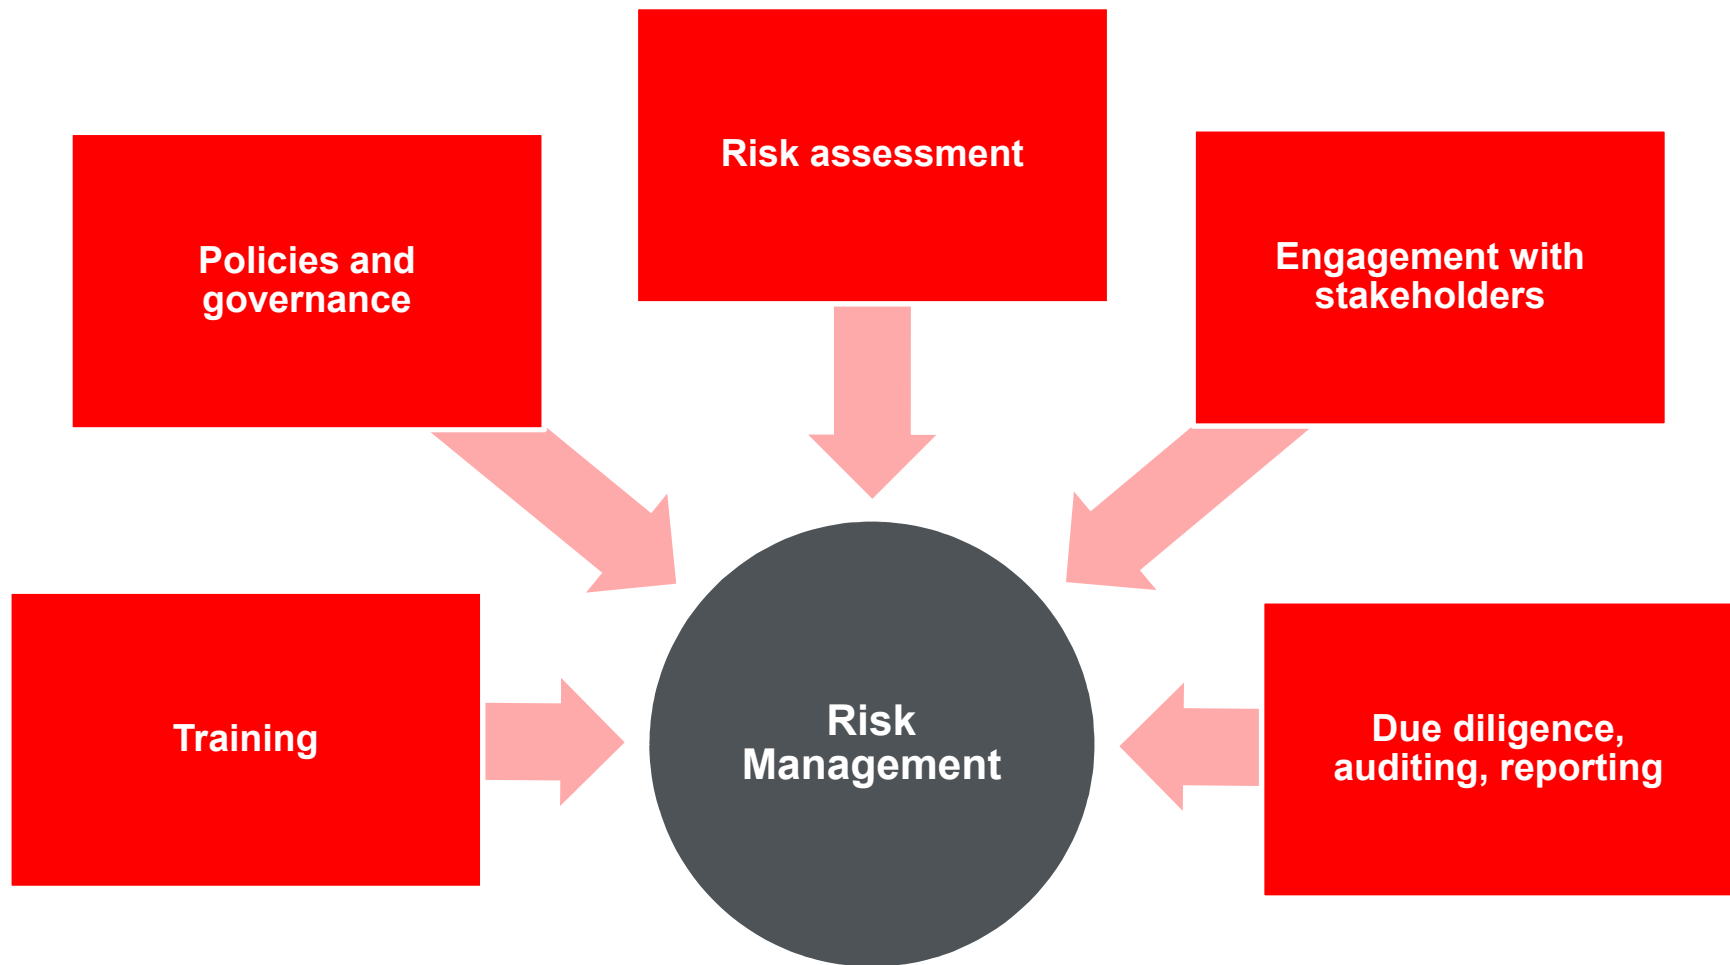 Risk assessment
Policies and
governance
Engagement with
stakeholders
Training
Risk
Management
Due diligence,
auditing, reporting